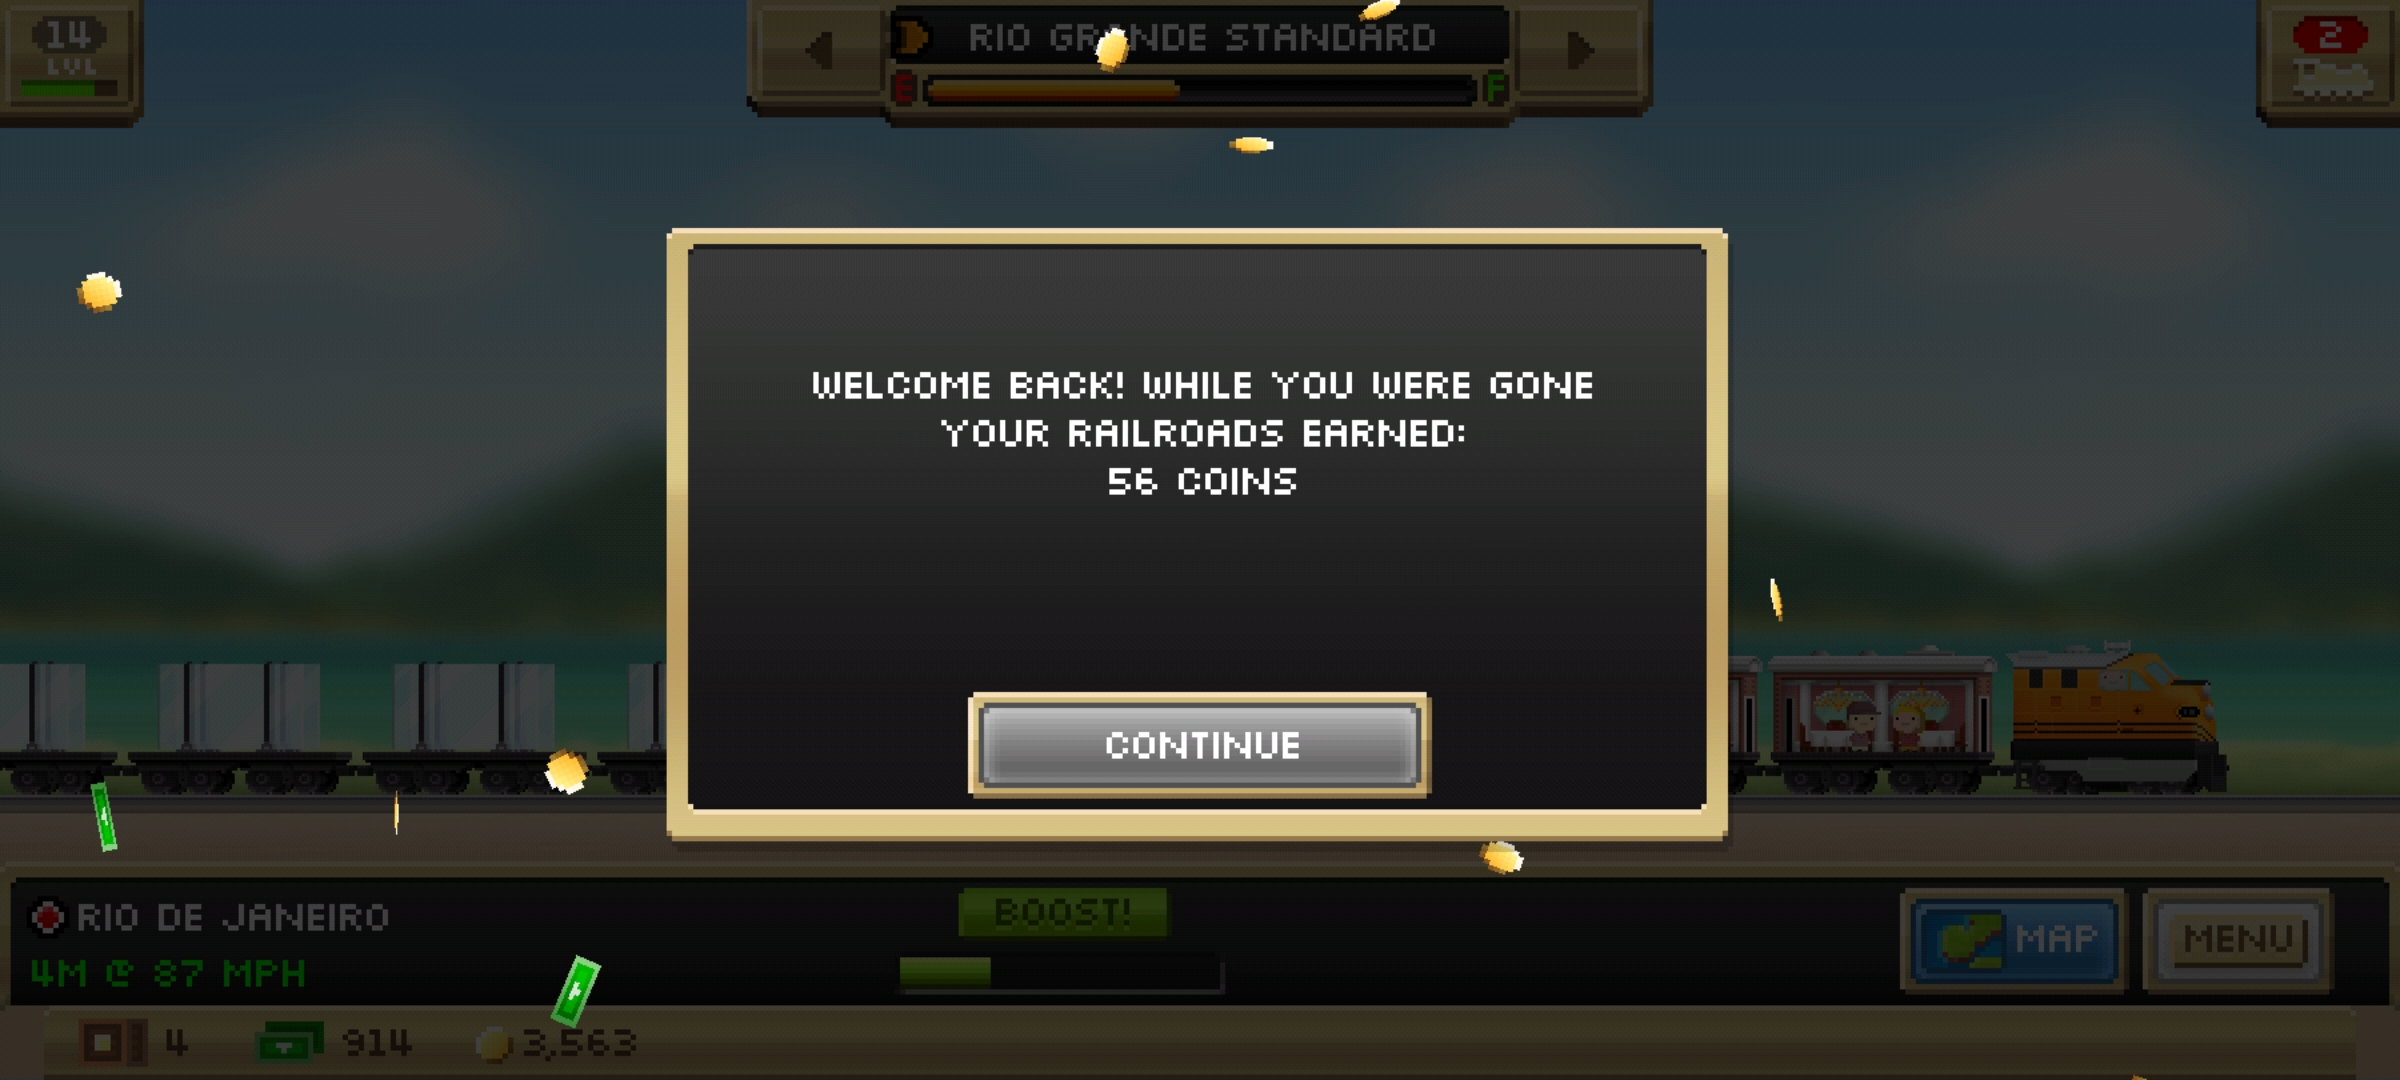 14
LVL
RIO GRANDE STANDARD
E F
2
WELCOME BACK! WHILE YOU WERE GONE
YOUR RAILROADS EARNED:
56 COINS
CONTINUE
RIO DE JANEIRO
4M @ 87 MPH
BOOST!
MAP
MENU
4 914 3,563